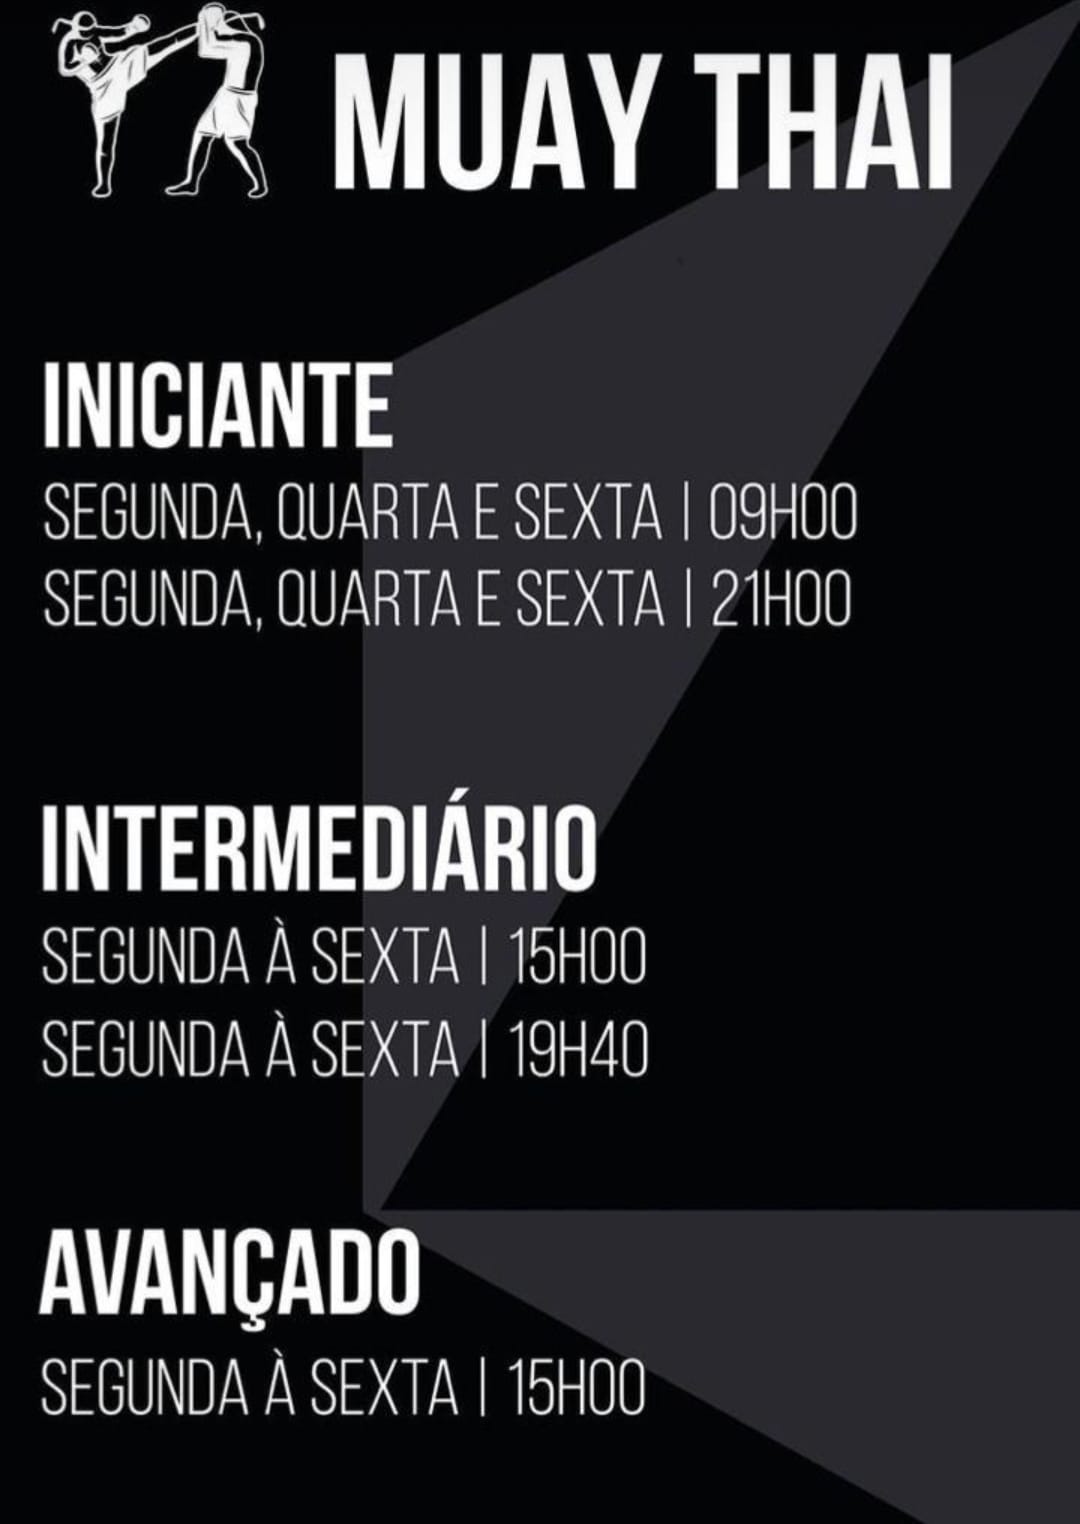 MUAY THAI
INICIANTE
SEGUNDA, QUARTA E SEXTA | 09H00
SEGUNDA, QUARTA E SEXTA | 21H00
INTERMEDIÁRIO
SEGUNDA À SEXTA | 15H00
SEGUNDA À SEXTA | 19H40
AVANÇADO
SEGUNDA À SEXTA | 15H00